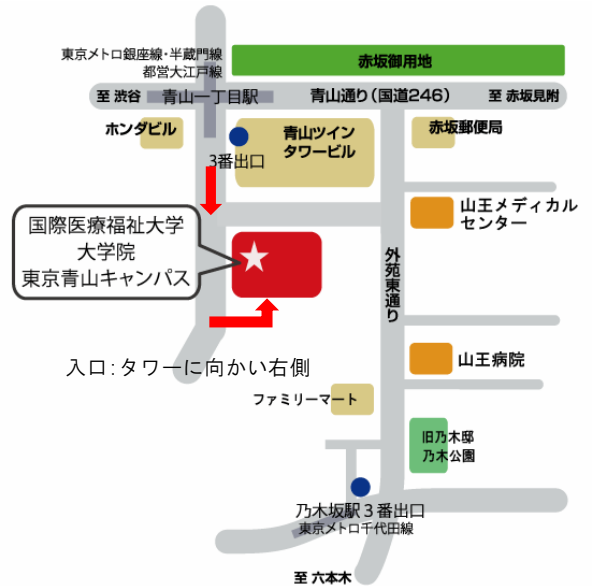 東京メトロ銀座線・半蔵門線
都営大江戸線
赤坂御用地
至 渋谷
青山一丁目駅
青山通り(国道246)
至 赤坂見附
ホンダビル
3番出口
青山ツイン
タワービル
赤坂郵便局
国際医療福祉大学
大学院
東京青山キャンパス
山王メディカル
センター
外苑東通り
入口:タワーに向かい右側
山王病院
ファミリーマート
旧乃木邸
乃木公園
乃木坂駅3番出口
東京メトロ千代田線
至 六本木